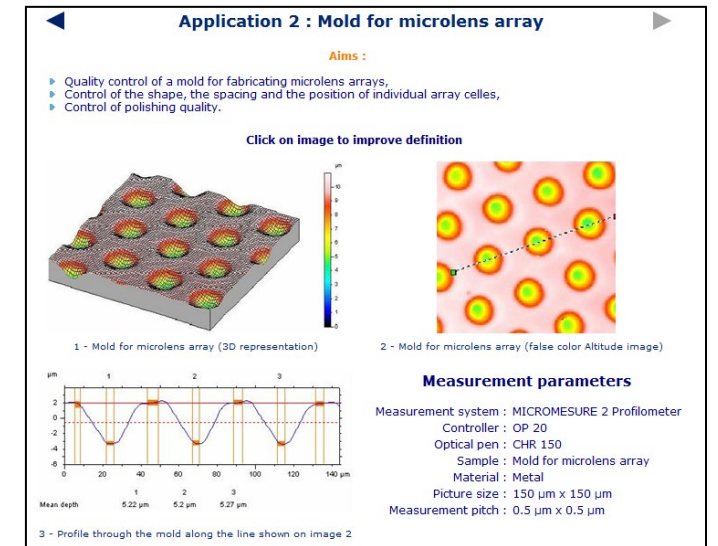 Application 2 : Mold for microlens array
Aims :
Quality control of a mold for fabricating microlens arrays,
Control of the shape, the spacing and the position of individual array celles,
Control of polishing quality.
Click on image to improve definition
µm
10
9
8
7
6
5
4
3
2
1
0
1 - Mold for microlens array (3D representation)
2 - Mold for microlens array (false color Altitude image)
µm 1 2 3
2
0
-2
-4
-6
0 20 40 60 80 100 120 140 µm
1 2 3
Mean depth 5.22 µm 5.2 µm 5.27 µm
3 - Profile through the mold along the line shown on image 2
Measurement parameters
Measurement system : MICROMESURE 2 Profilometer
Controller : OP 20
Optical pen : CHR 150
Sample : Mold for microlens array
Material : Metal
Picture size : 150 µm x 150 µm
Measurement pitch : 0.5 µm x 0.5 µm